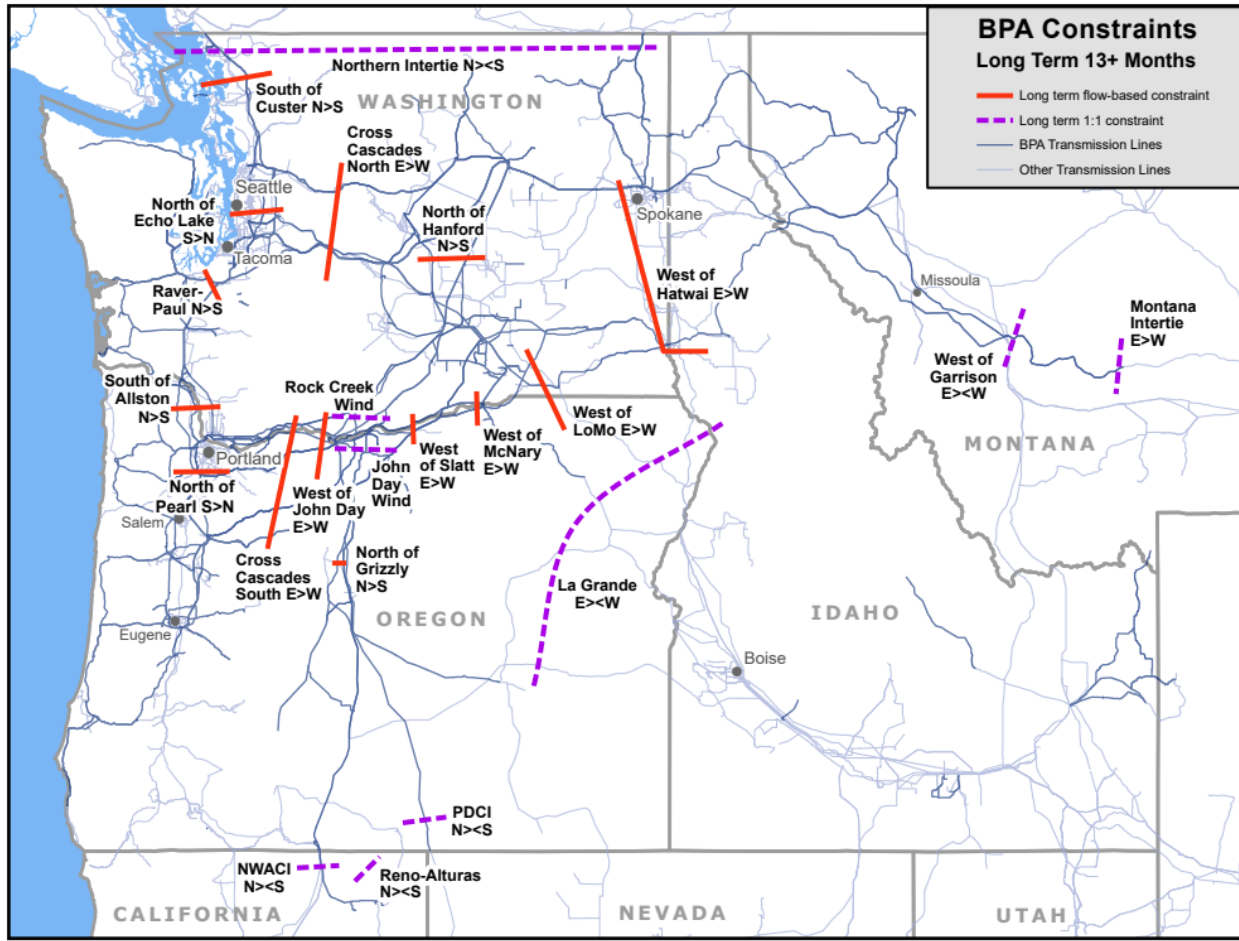 BPA Constraints
Long Term 13+ Months
Long term flow-based constraint
Long term 1:1 constraint
BPA Transmission Lines
Other Transmission Lines
Northern Intertie N><S
South of
Custer N>S
WASHINGTON
Cross
Cascades
North E>W
Seattle
North of
Echo Lake
S>N
Tacoma
North of
Hanford
N>S
Spokane
Raver-
Paul N>S
West of
Hatwai E>W
Missoula
Montana
Intertie
E>W
West of
Garrison
E><W
MONTANA
South of
Allston
N>S
Rock Creek
Wind
West of
LoMo E>W
West of
McNary
E>W
West
of Slatt
E>W
John
Day
Wind
Portland
North of
Pearl S>N
West of
John Day
E>W
Salem
Cross
Cascades
South E>W
North of
Grizzly
N>S
La Grande
E><W
OREGON
IDAHO
Eugene
Boise
PDCI
N><S
NWACI
N><S
Reno-Alturas
N><S
CALIFORNIA
NEVADA
UTAH